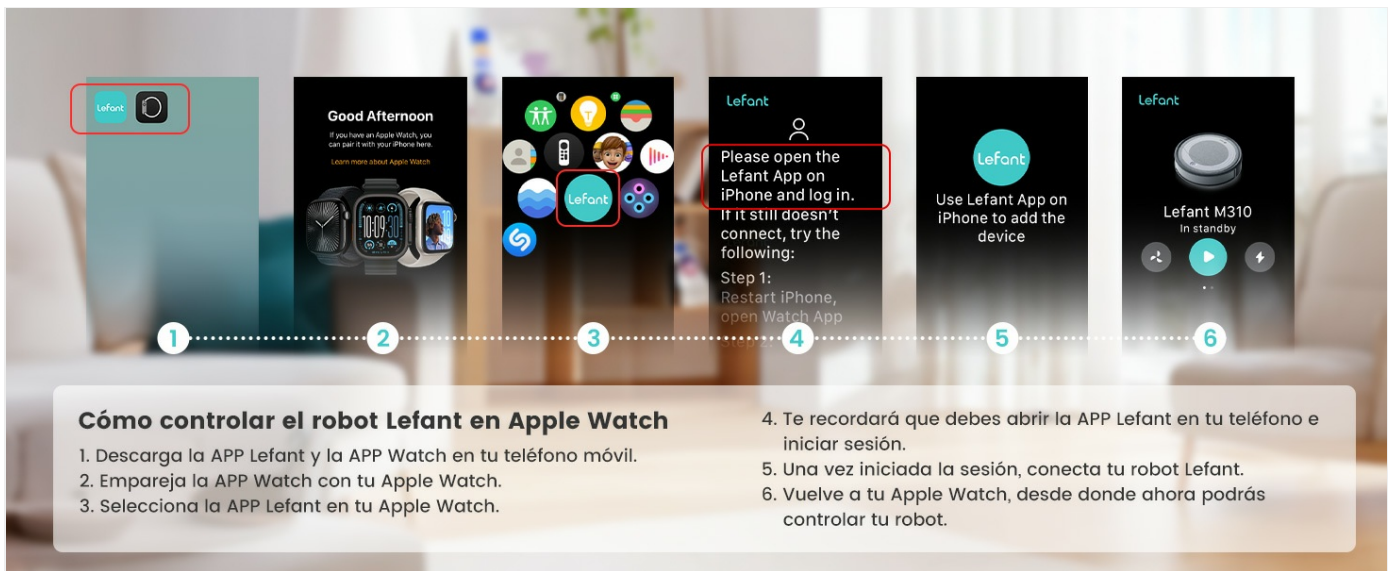 Lefant
Good Afternoon
If you have an Apple Watch, you
can pair it with your iPhone here.
Learn more about Apple Watch
10:09
Lefant
Lefant
Please open the
Lefant App on
iPhone and log in.
If it still doesn't
connect, try the
following:
Step 1:
Restart iPhone,
open Watch App
Step 2:
Lefant
Use Lefant App on
iPhone to add the
device
Lefant
Lefant M310
In standby
1
2
3
4
5
6
Cómo controlar el robot Lefant en Apple Watch
1. Descarga la APP Lefant y la APP Watch en tu teléfono móvil.
2. Empareja la APP Watch con tu Apple Watch.
3. Selecciona la APP Lefant en tu Apple Watch.
4. Te recordará que debes abrir la APP Lefant en tu teléfono e
iniciar sesión.
5. Una vez iniciada la sesión, conecta tu robot Lefant.
6. Vuelve a tu Apple Watch, desde donde ahora podrás
controlar tu robot.